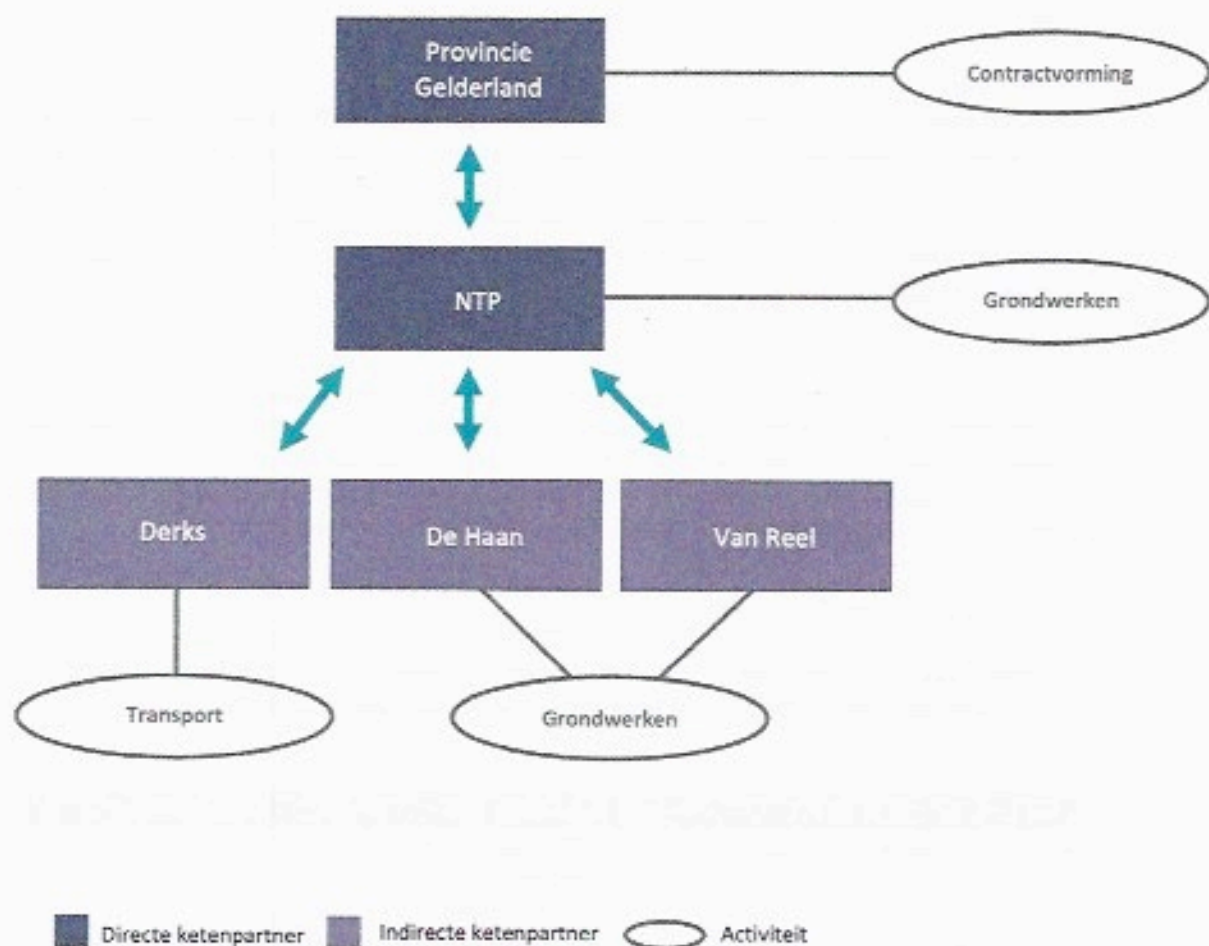 Provincie
Gelderland
Contractvorming
NTP
Grondwerken
Derks
De Haan
Van Reel
Transport
Grondwerken
Directe ketenpartner
Indirecte ketenpartner
Activiteit